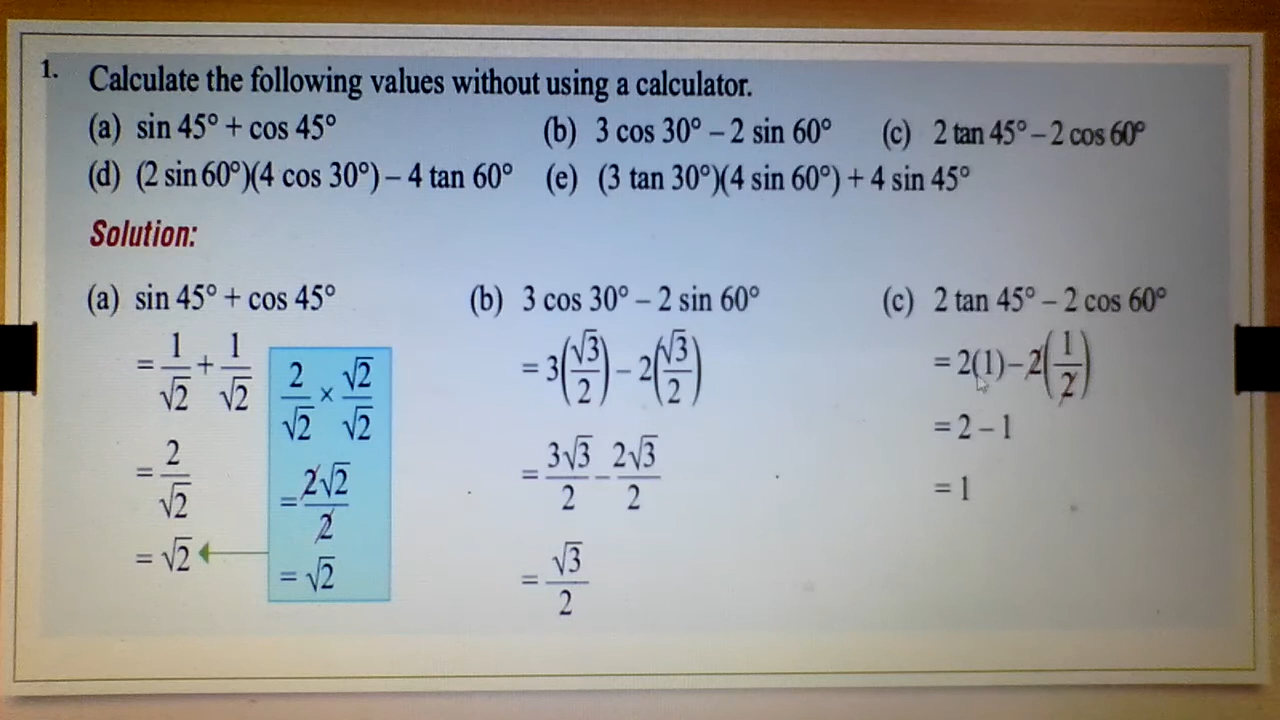 1. Calculate the following values without using a calculator.
(a) sin 45° + cos 45° (b) 3 cos 30° – 2 sin 60° (c) 2 tan 45° – 2 cos 60°
(d) (2 sin 60°)(4 cos 30°) – 4 tan 60° (e) (3 tan 30°)(4 sin 60°) + 4 sin 45°
Solution:
(a) sin 45° + cos 45°
= 1/√2 + 1/√2
= 2/√2
= √2
2/√2 × √2/√2
= 2√2/2
= √2
(b) 3 cos 30° – 2 sin 60°
= 3(√3/2) – 2(√3/2)
= 3√3/2 – 2√3/2
= √3/2
(c) 2 tan 45° – 2 cos 60°
= 2(1) – 2(1/2)
= 2 – 1
= 1